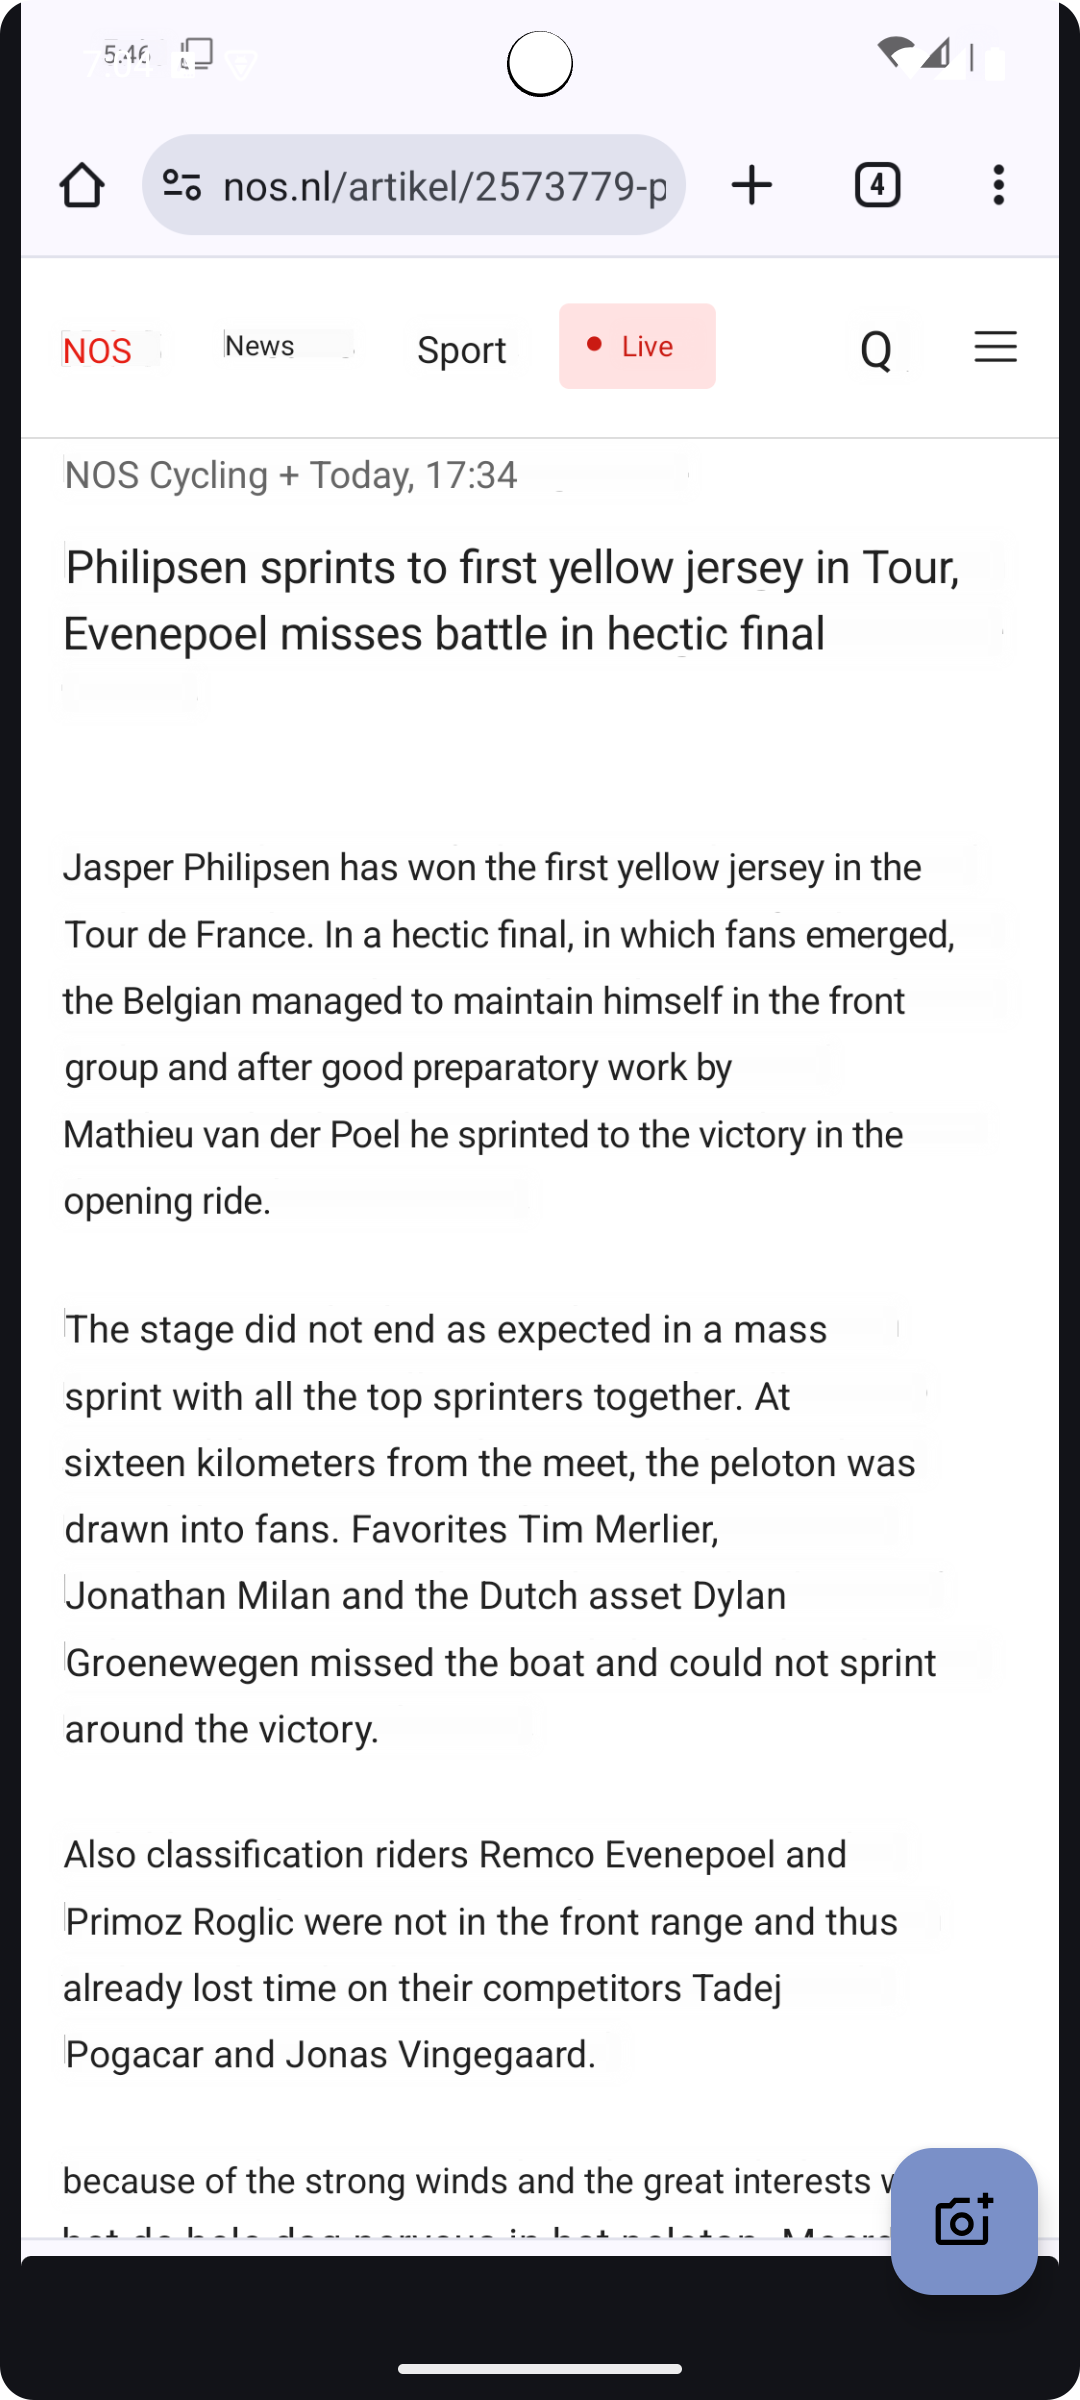 5:46
nos.nl/artikel/2573779-p
4
NOS News Sport Live
NOS Cycling + Today, 17:34
Philipsen sprints to first yellow jersey in Tour,
Evenepoel misses battle in hectic final
Jasper Philipsen has won the first yellow jersey in the
Tour de France. In a hectic final, in which fans emerged,
the Belgian managed to maintain himself in the front
group and after good preparatory work by
Mathieu van der Poel he sprinted to the victory in the
opening ride.
The stage did not end as expected in a mass
sprint with all the top sprinters together. At
sixteen kilometers from the meet, the peloton was
drawn into fans. Favorites Tim Merlier,
Jonathan Milan and the Dutch asset Dylan
Groenewegen missed the boat and could not sprint
around the victory.
Also classification riders Remco Evenepoel and
Primoz Roglic were not in the front range and thus
already lost time on their competitors Tadej
Pogacar and Jonas Vingegaard.
because of the strong winds and the great interests